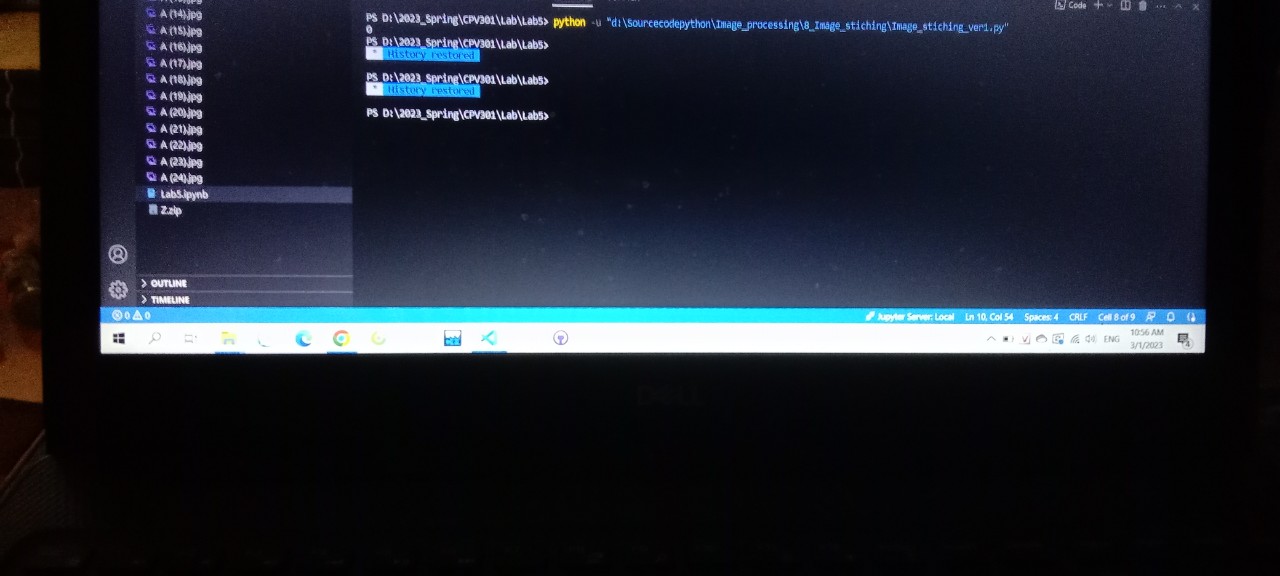 A (14).jpg
A (15).jpg
A (16).jpg
A (17).jpg
A (18).jpg
A (19).jpg
A (20).jpg
A (21).jpg
A (22).jpg
A (23).jpg
A (24).jpg
Lab5.ipynb
Z.zip
OUTLINE
TIMELINE
Code
PS D:\2023_Spring\CPV301\Lab\Lab5> python -u "d:\Sourcecodepython\Image_processing\8_Image_stiching\Image_stiching_ver1.py"
0
PS D:\2023_Spring\CPV301\Lab\Lab5>
* History restored
PS D:\2023_Spring\CPV301\Lab\Lab5>
* History restored
PS D:\2023_Spring\CPV301\Lab\Lab5>
0 0 Jupyter Server: Local Ln 10, Col 54 Spaces: 4 CRLF Cell 8 of 9
ENG 10:56 AM
3/1/2023
4
DELL